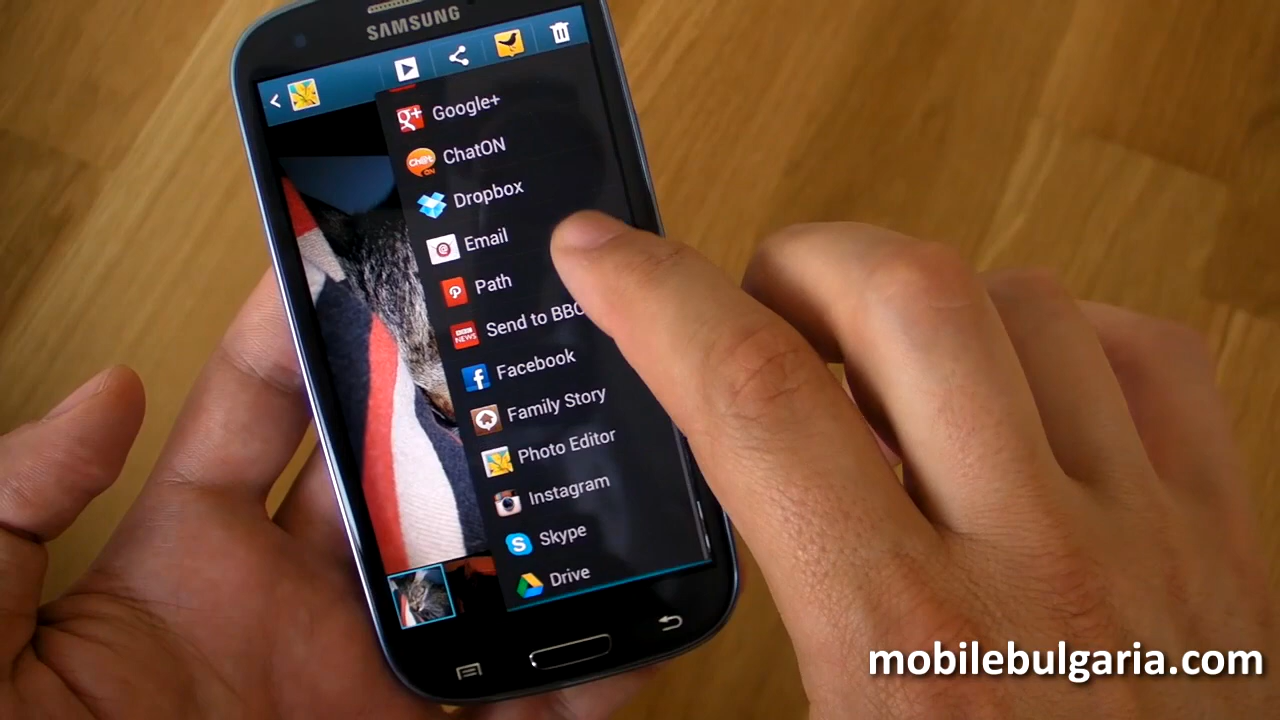 SAMSUNG
Google+
ChatON
Dropbox
Email
Path
Send to BBC
Facebook
Family Story
Photo Editor
Instagram
Skype
Drive
mobilebulgaria.com